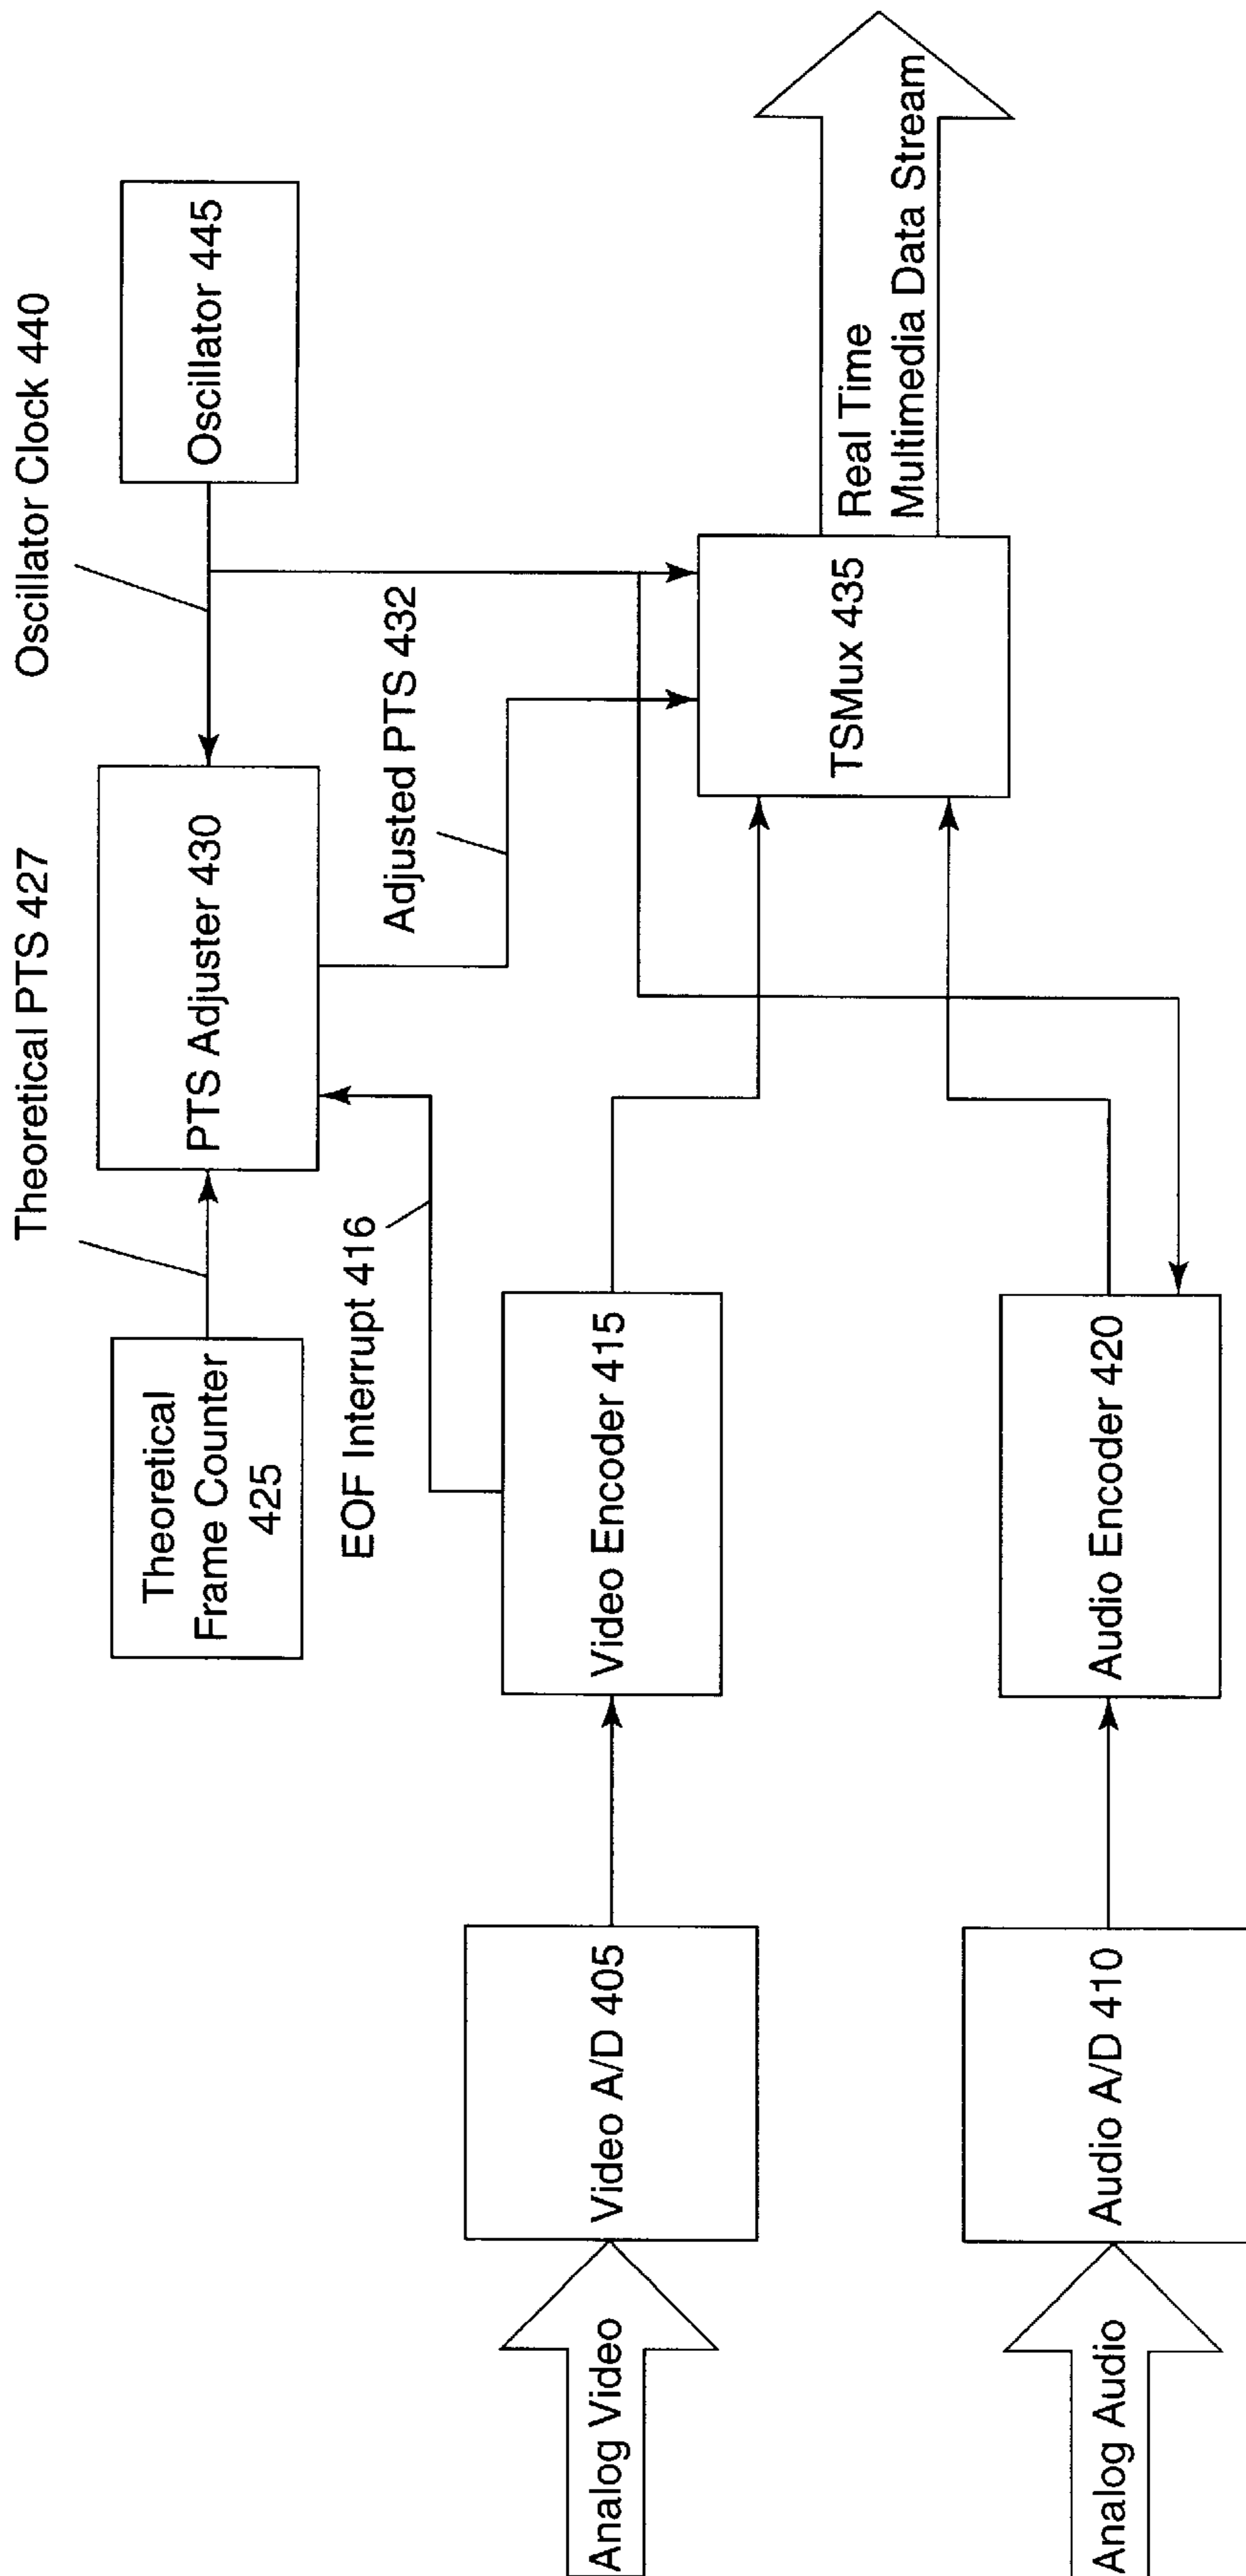 Theoretical PTS 427
Oscillator Clock 440
Theoretical
Frame Counter
425
PTS Adjuster 430
Oscillator 445
EOF Interrupt 416
Adjusted PTS 432
Analog Video
Video A/D 405
Video Encoder 415
TSMux 435
Real Time
Multimedia Data Stream
Analog Audio
Audio A/D 410
Audio Encoder 420